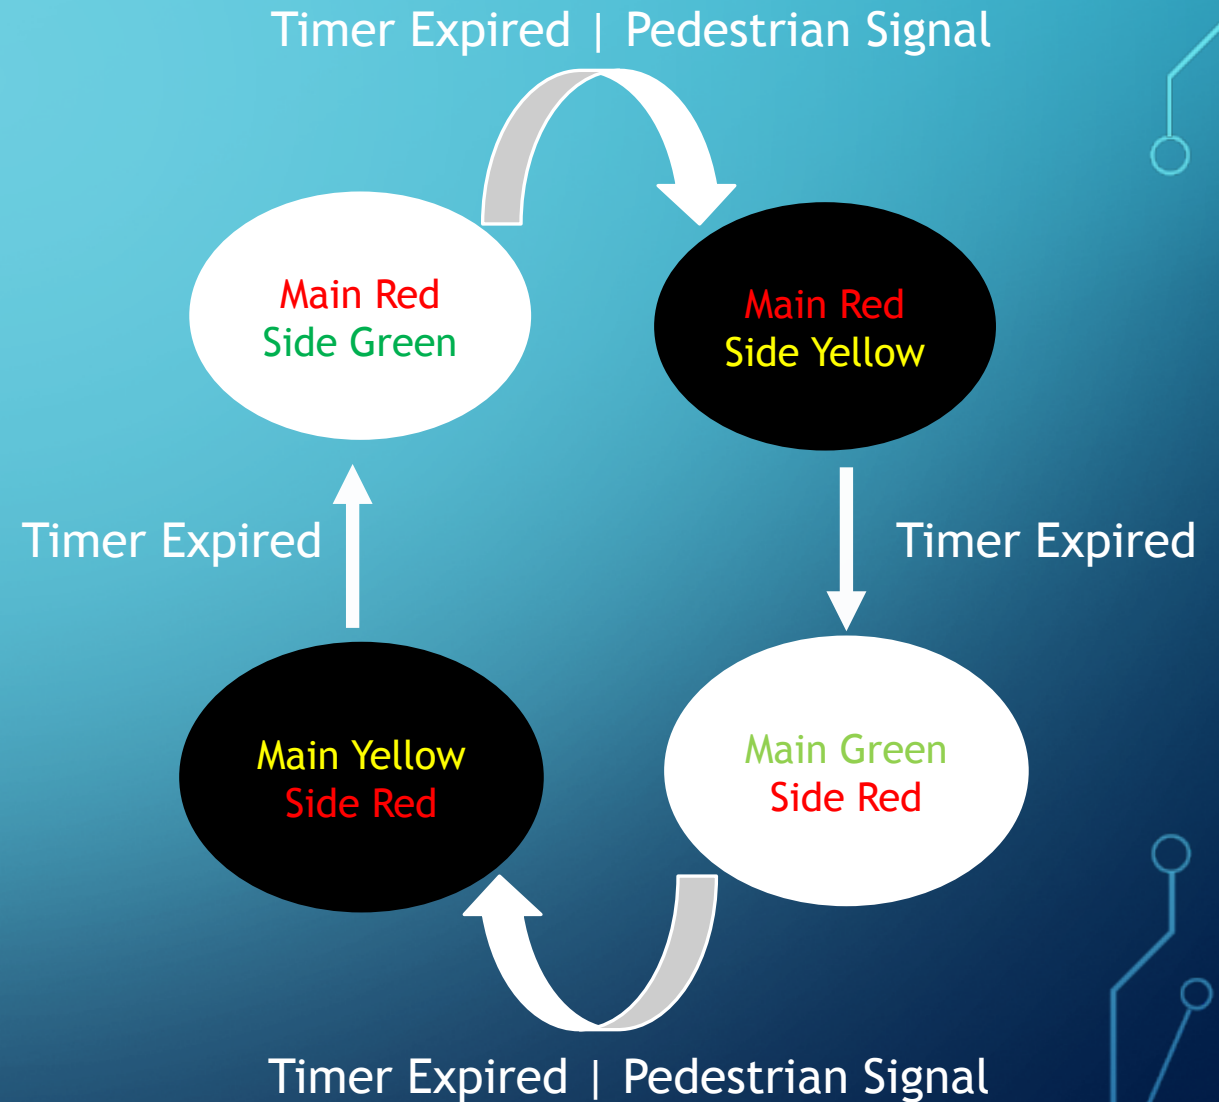 Timer Expired | Pedestrian Signal
Main Red
Side Green
Main Red
Side Yellow
Timer Expired
Timer Expired
Main Yellow
Side Red
Main Green
Side Red
Timer Expired | Pedestrian Signal